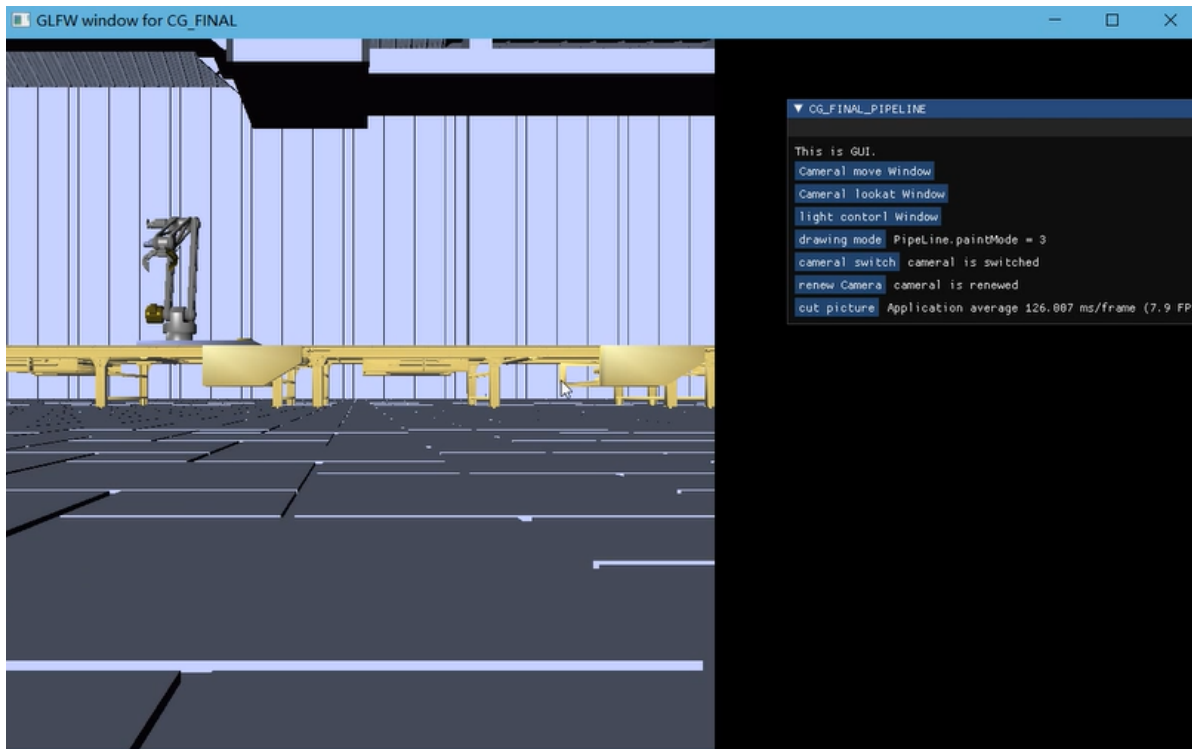 GLFW window for CG_FINAL
CG_FINAL_PIPELINE
This is GUI.
Cameral move Window
Cameral lookat Window
light contorl Window
drawing mode PipeLine.paintMode = 3
cameral switch cameral is switched
renew Camera cameral is renewed
cut picture Application average 126.807 ms/frame (7.9 FP